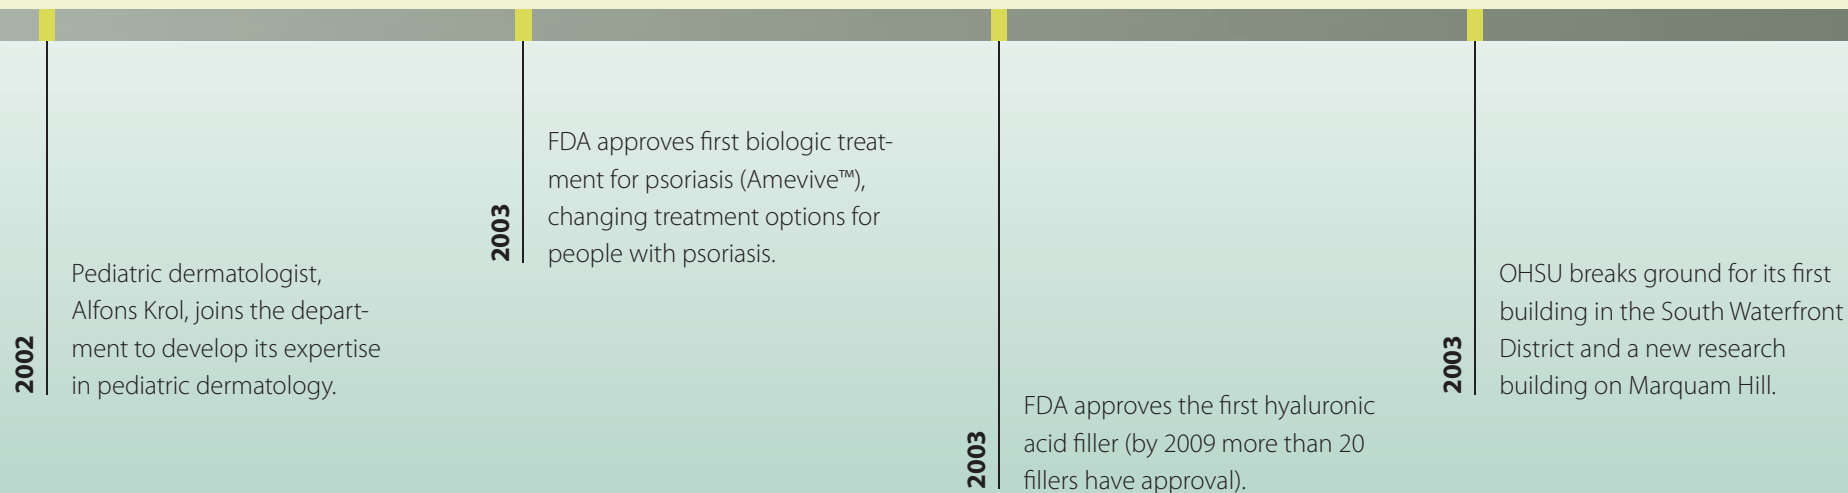 2002
Pediatric dermatologist,
Alfons Krol, joins the depart-
ment to develop its expertise
in pediatric dermatology.
2003
FDA approves first biologic treat-
ment for psoriasis (Amevive™),
changing treatment options for
people with psoriasis.
2003
FDA approves the first hyaluronic
acid filler (by 2009 more than 20
fillers have approval).
2003
OHSU breaks ground for its first
building in the South Waterfront
District and a new research
building on Marquam Hill.